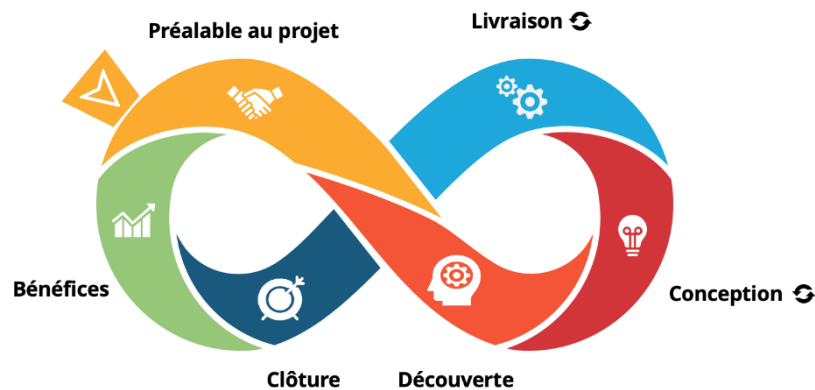 Préalable au projet
Livraison
Bénéfices
Conception
Clôture
Découverte